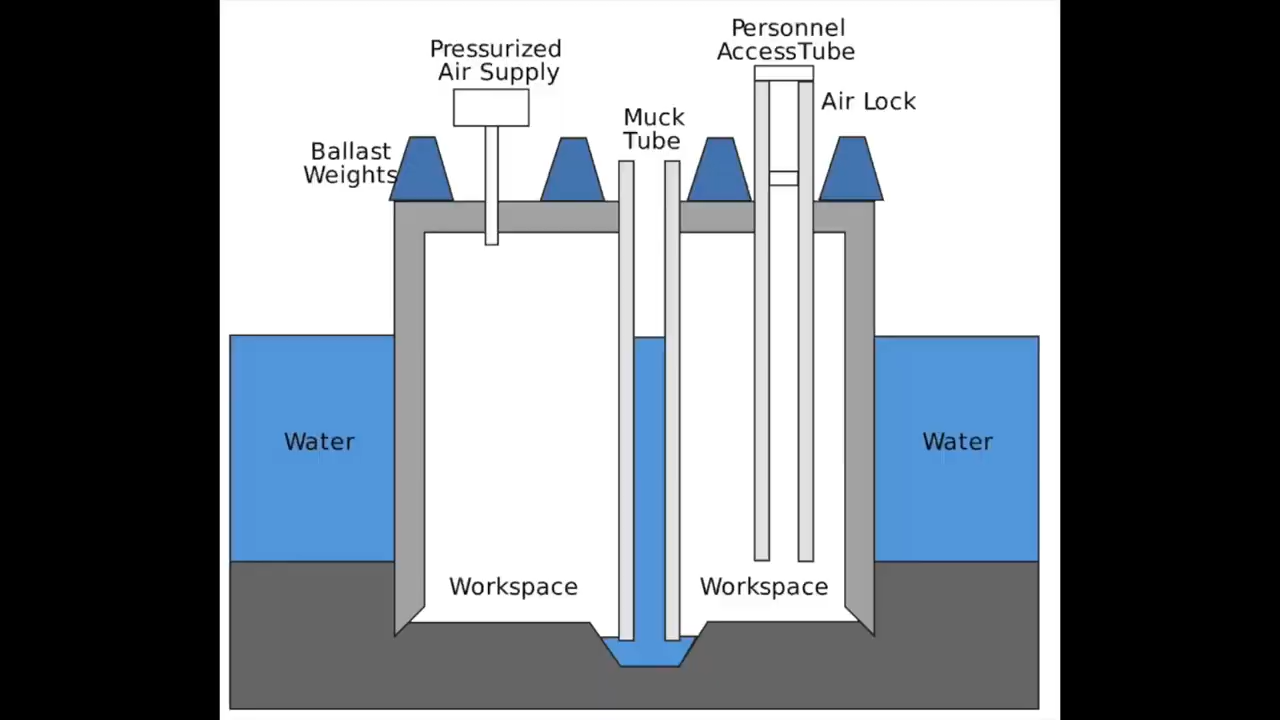 Personnel
AccessTube
Pressurized
Air Supply
Air Lock
Muck
Tube
Ballast
Weights
Water
Water
Workspace
Workspace